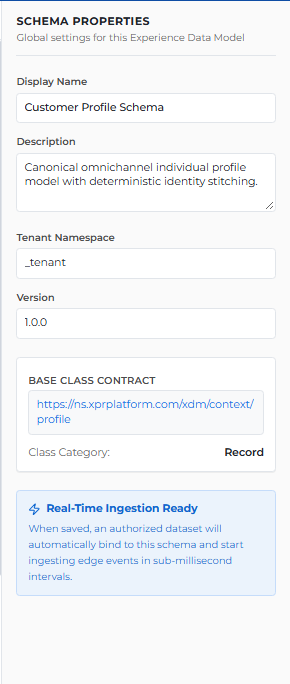 SCHEMA PROPERTIES
Global settings for this Experience Data Model
Display Name
Customer Profile Schema
Description
Canonical omnichannel individual profile
model with deterministic identity stitching.
Tenant Namespace
_tenant
Version
1.0.0
BASE CLASS CONTRACT
https://ns.xprplatform.com/xdm/context/
profile
Class Category: Record
Real-Time Ingestion Ready
When saved, an authorized dataset will
automatically bind to this schema and start
ingesting edge events in sub-millisecond
intervals.